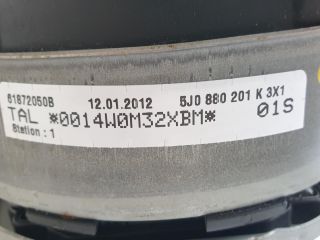 61872050B 12.01.2012 5J0 880 201 K 3X1
TAL *0014W0M32XBM* 01S
Station : 1